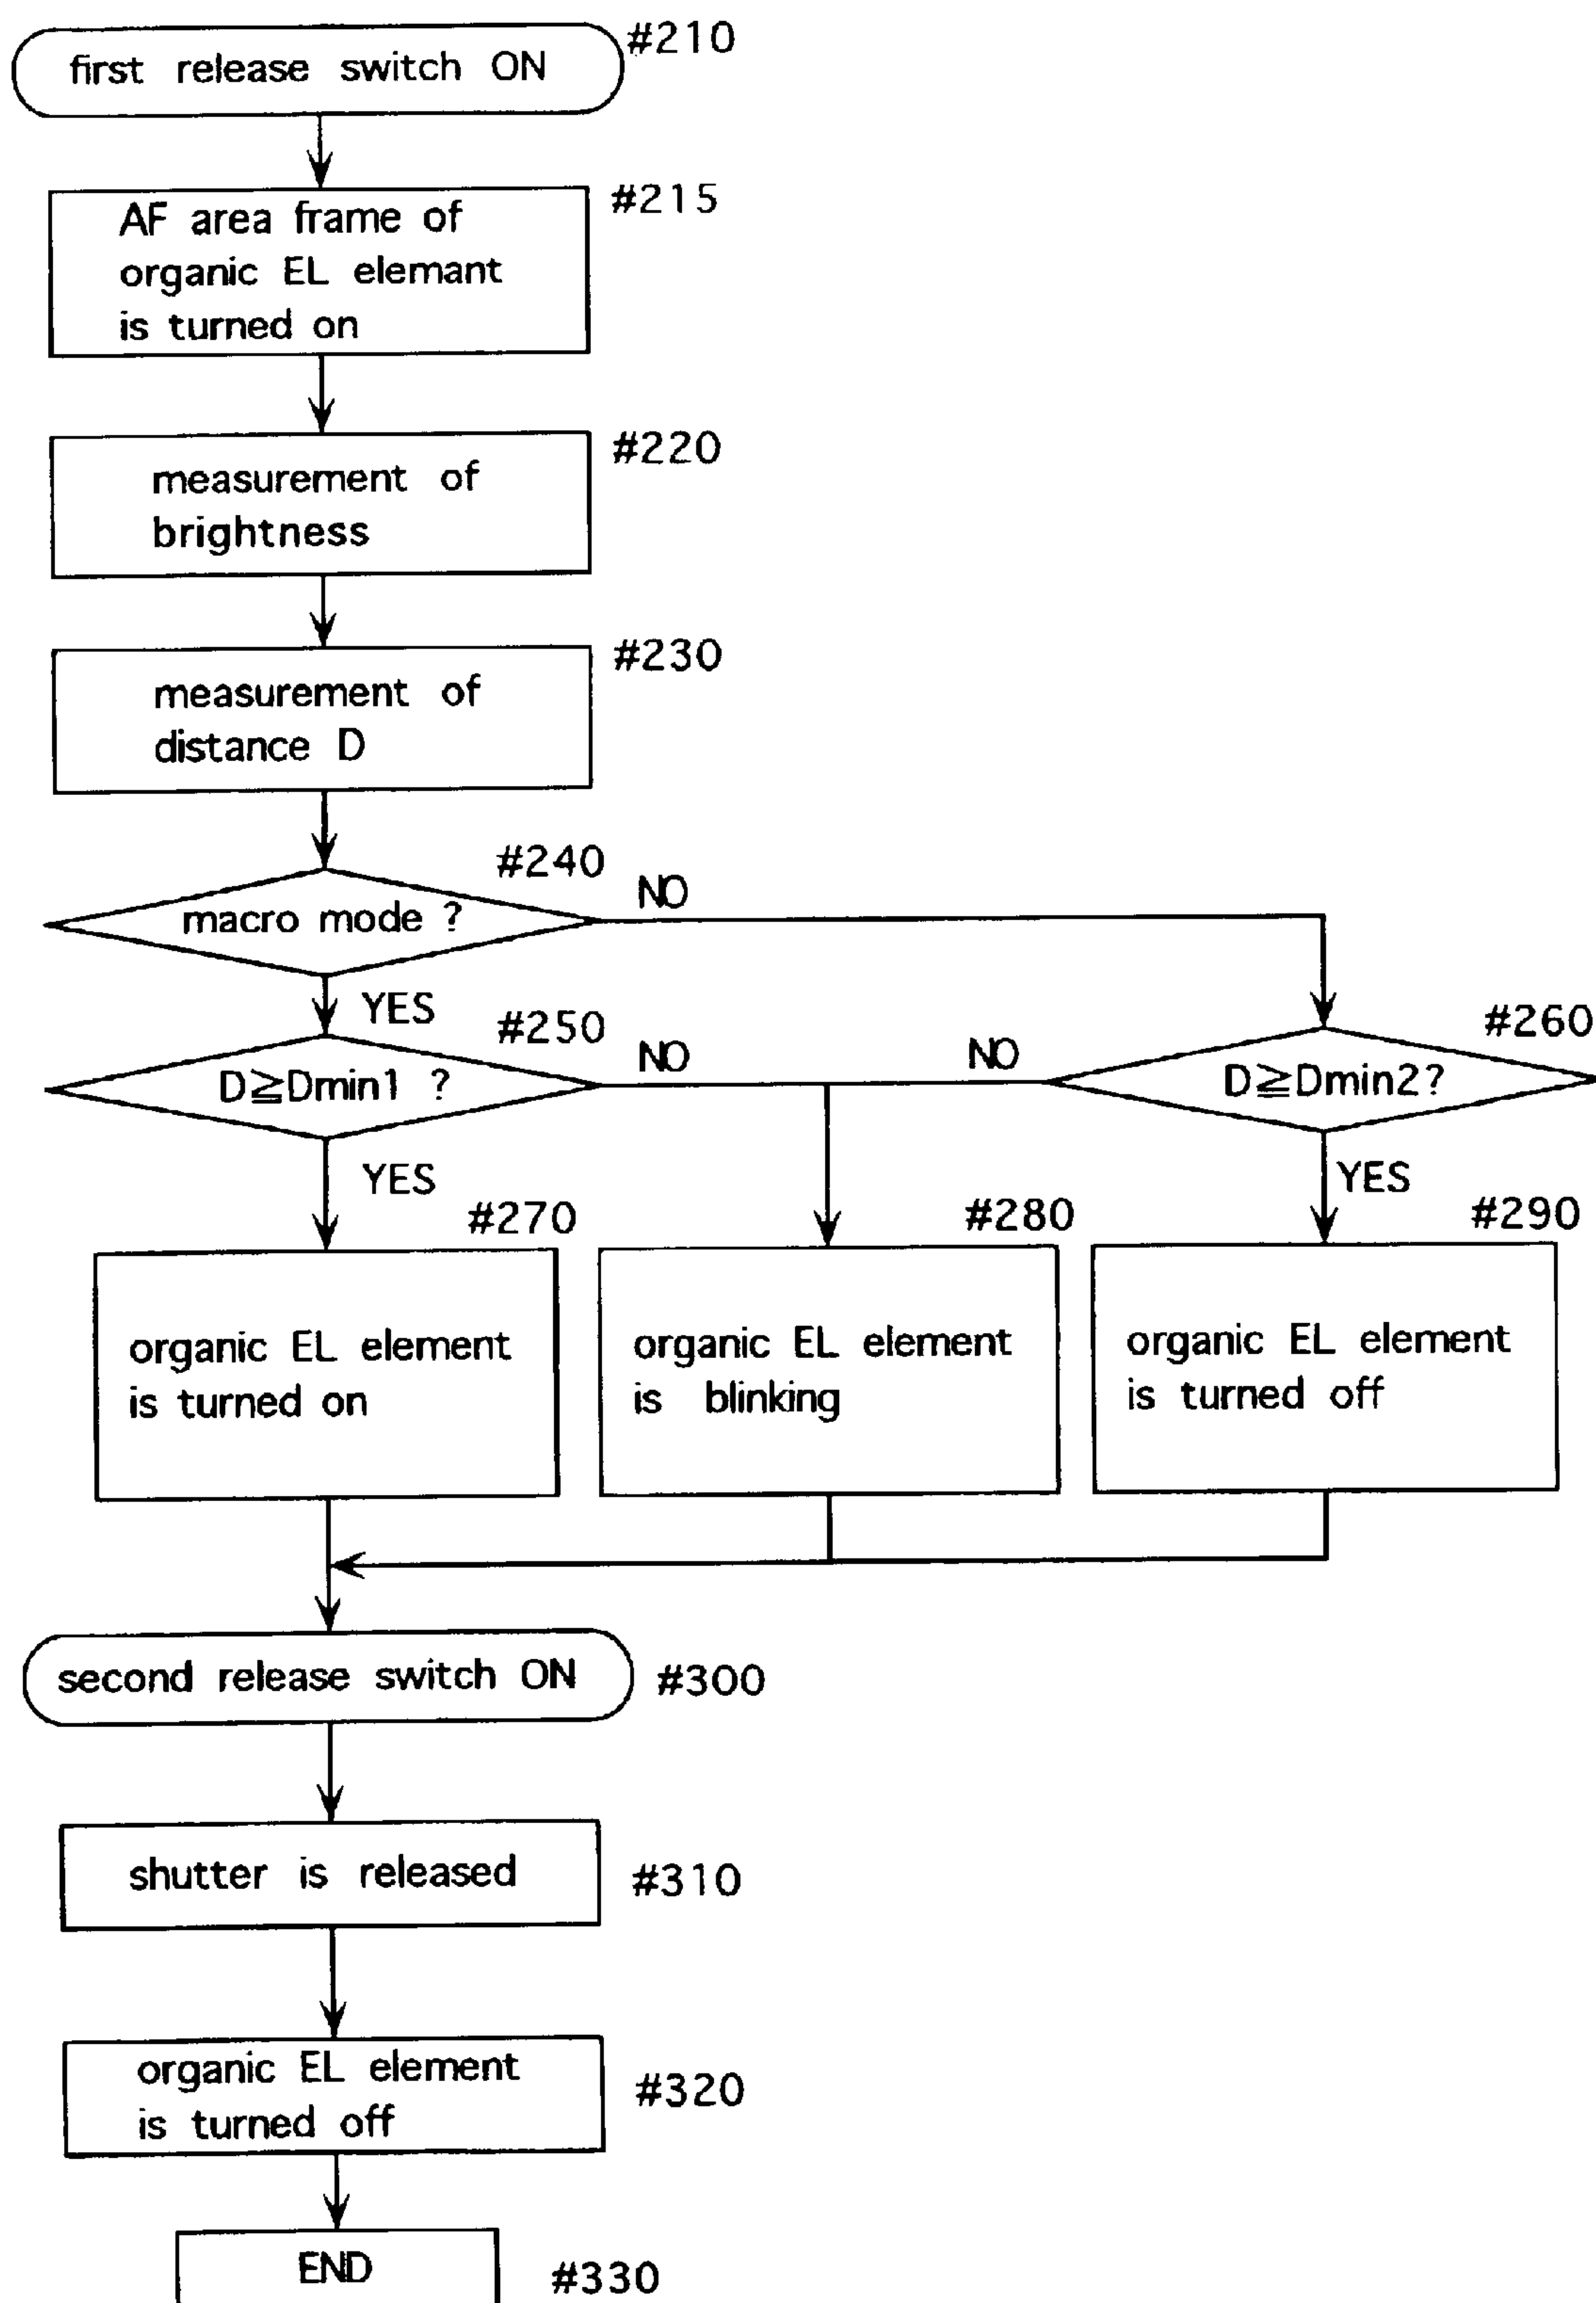 first release switch ON
#210
AF area frame of
organic EL elemant
is turned on
#215
measurement of
brightness
#220
measurement of
distance D
#230
#240
macro mode ?
NO
YES
#250
D≧Dmin1 ?
NO
NO
#260
D≧Dmin2?
YES
YES
#270
organic EL element
is turned on
#280
organic EL element
is blinking
#290
organic EL element
is turned off
second release switch ON
#300
shutter is released
#310
organic EL element
is turned off
#320
END
#330